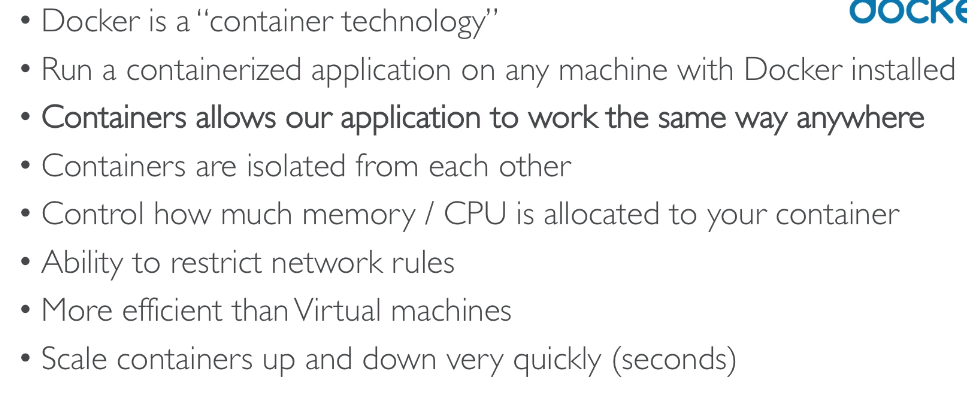 docke
• Docker is a “container technology”
• Run a containerized application on any machine with Docker installed
• Containers allows our application to work the same way anywhere
• Containers are isolated from each other
• Control how much memory / CPU is allocated to your container
• Ability to restrict network rules
• More efficient than Virtual machines
• Scale containers up and down very quickly (seconds)